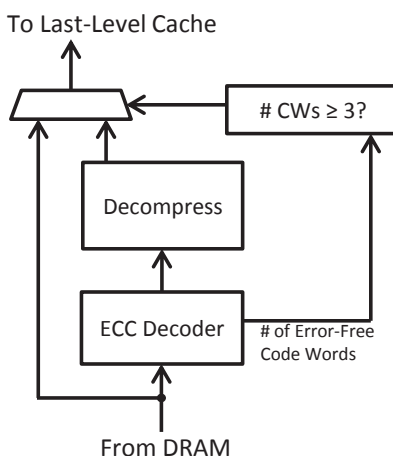 To Last-Level Cache
# CWs ≥ 3?
Decompress
ECC Decoder
# of Error-Free
Code Words
From DRAM